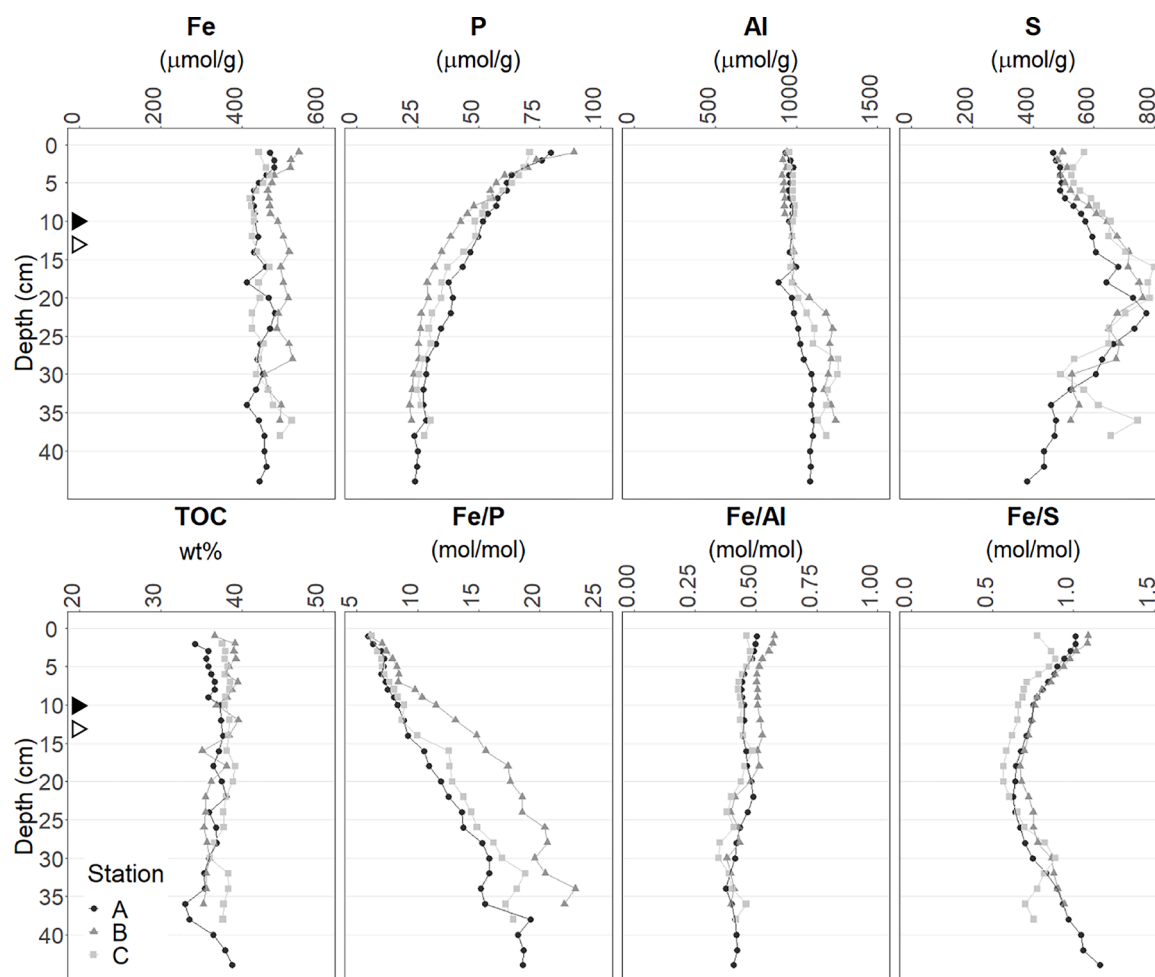 Fe P Al S
(μmol/g) (μmol/g) (μmol/g) (μmol/g)
0 200 400 600 25 50 75 100 0 500 1000 1500 0 200 400 600 800
0
5
10
15
20
25
30
35
40
Depth (cm)
TOC Fe/P Fe/Al Fe/S
wt% (mol/mol) (mol/mol) (mol/mol)
20 30 40 50 5 10 15 20 25 0.00 0.25 0.50 0.75 1.00 0.0 0.5 1.0 1.5
0
5
10
15
20
25
30
35
40
Depth (cm)
Station
A
B
C